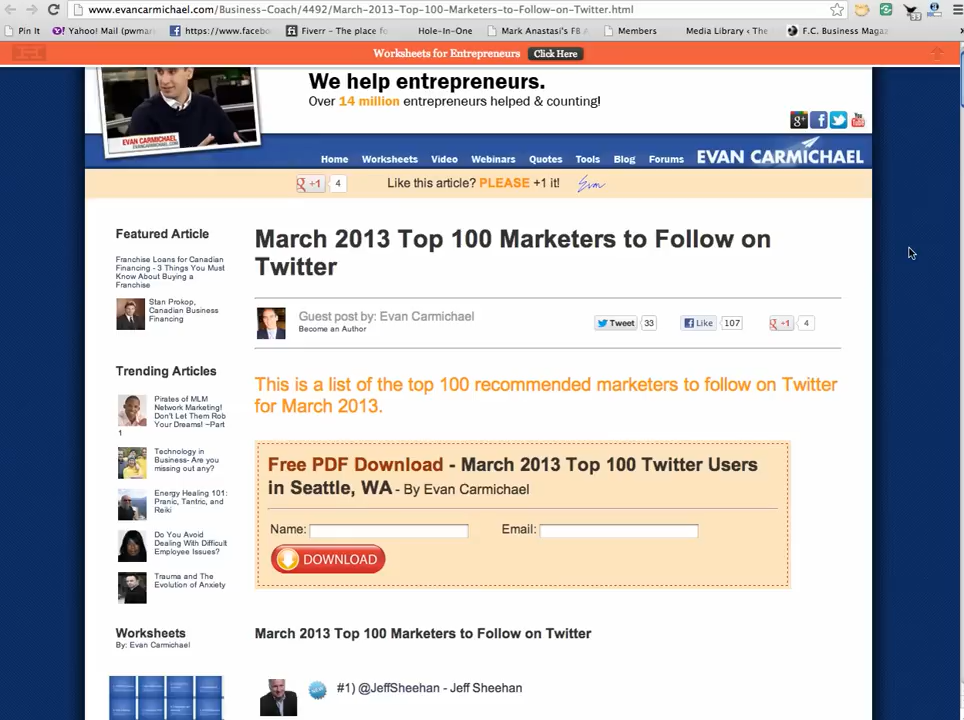 www.evancarmichael.com/Business-Coach/4492/March-2013-Top-100-Marketers-to-Follow-on-Twitter.html
Pin It
Yahoo! Mail (pwmar
https://www.facebo
Fiverr - The place fo
Hole-In-One
Mark Anastasi's FB A
Members
Media Library « The
F.C. Business Magaz
Worksheets for Entrepreneurs Click Here
We help entrepreneurs.
Over 14 million entrepreneurs helped & counting!
EVAN CARMICHAEL
EVANCARMICHAEL.COM
g+ f You Tube
Home Worksheets Video Webinars Quotes Tools Blog Forums EVAN CARMICHAEL
g +1 4 Like this article? PLEASE +1 it! Evan
Featured Article
Franchise Loans for Canadian
Financing - 3 Things You Must
Know About Buying a
Franchise
Stan Prokop,
Canadian Business
Financing
Trending Articles
Pirates of MLM
Network Marketing!
Don't Let Them Rob
Your Dreams! ~Part
1
Technology in
Business- Are you
missing out any?
Energy Healing 101:
Pranic, Tantric, and
Reiki
Do You Avoid
Dealing With Difficult
Employee Issues?
Trauma and The
Evolution of Anxiety
Worksheets
By: Evan Carmichael
March 2013 Top 100 Marketers to Follow on
Twitter
Guest post by: Evan Carmichael
Become an Author
Tweet 33 Like 107 g +1 4
This is a list of the top 100 recommended marketers to follow on Twitter
for March 2013.
Free PDF Download - March 2013 Top 100 Twitter Users
in Seattle, WA - By Evan Carmichael
Name: Email:
DOWNLOAD
March 2013 Top 100 Marketers to Follow on Twitter
#1) @JeffSheehan - Jeff Sheehan